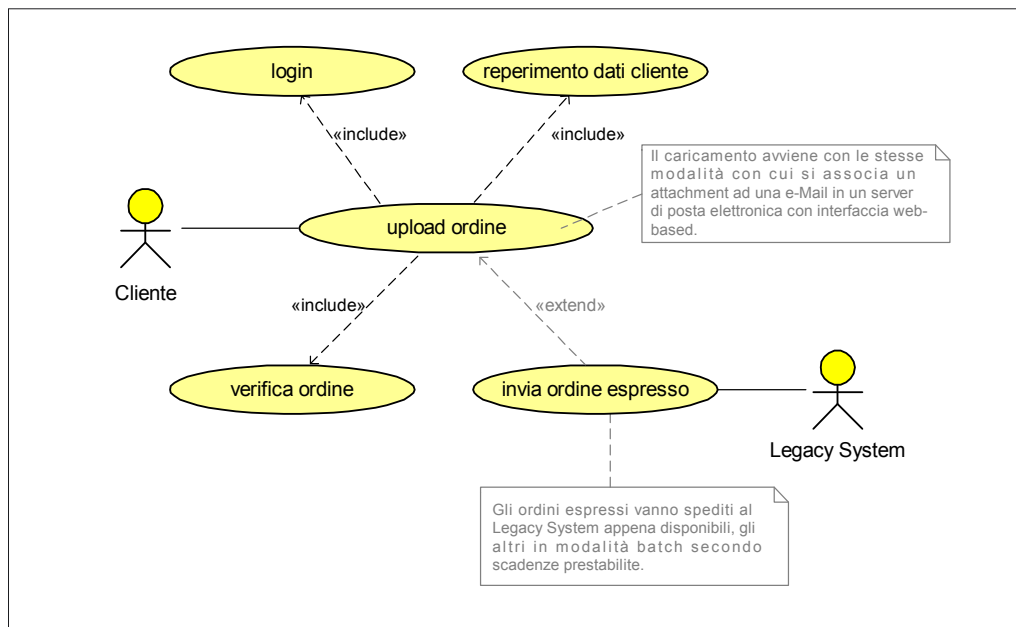 login
reperimento dati cliente
«include»
«include»
Il caricamento avviene con le stesse
modalità con cui si associa un
attachment ad una e-Mail in un server
di posta elettronica con interfaccia web-
based.
upload ordine
Cliente
«include»
«extend»
verifica ordine
invia ordine espresso
Legacy System
Gli ordini espressi vanno spediti al
Legacy System appena disponibili, gli
altri in modalità batch secondo
scadenze prestabilite.